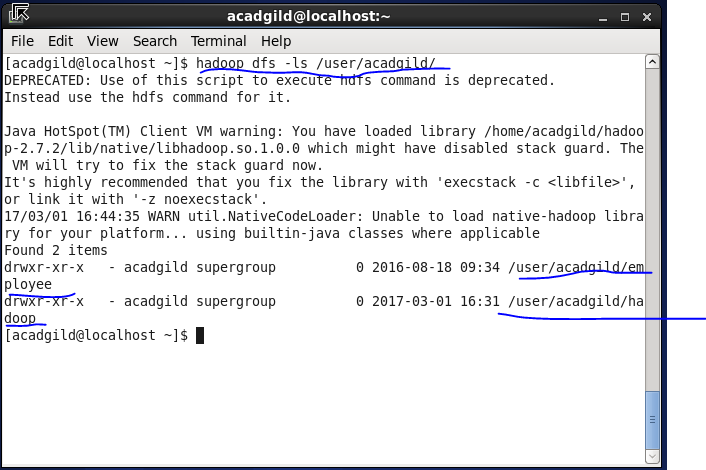 acadgild@localhost:~
File Edit View Search Terminal Help
[acadgild@localhost ~]$ hadoop dfs -ls /user/acadgild/
DEPRECATED: Use of this script to execute hdfs command is deprecated.
Instead use the hdfs command for it.
Java HotSpot(TM) Client VM warning: You have loaded library /home/acadgild/hadoo
p-2.7.2/lib/native/libhadoop.so.1.0.0 which might have disabled stack guard. The
 VM will try to fix the stack guard now.
It's highly recommended that you fix the library with 'execstack -c <libfile>',
or link it with '-z noexecstack'.
17/03/01 16:44:35 WARN util.NativeCodeLoader: Unable to load native-hadoop libra
ry for your platform... using builtin-java classes where applicable
Found 2 items
drwxr-xr-x   - acadgild supergroup          0 2016-08-18 09:34 /user/acadgild/em
ployee
drwxr-xr-x   - acadgild supergroup          0 2017-03-01 16:31 /user/acadgild/ha
doop
[acadgild@localhost ~]$